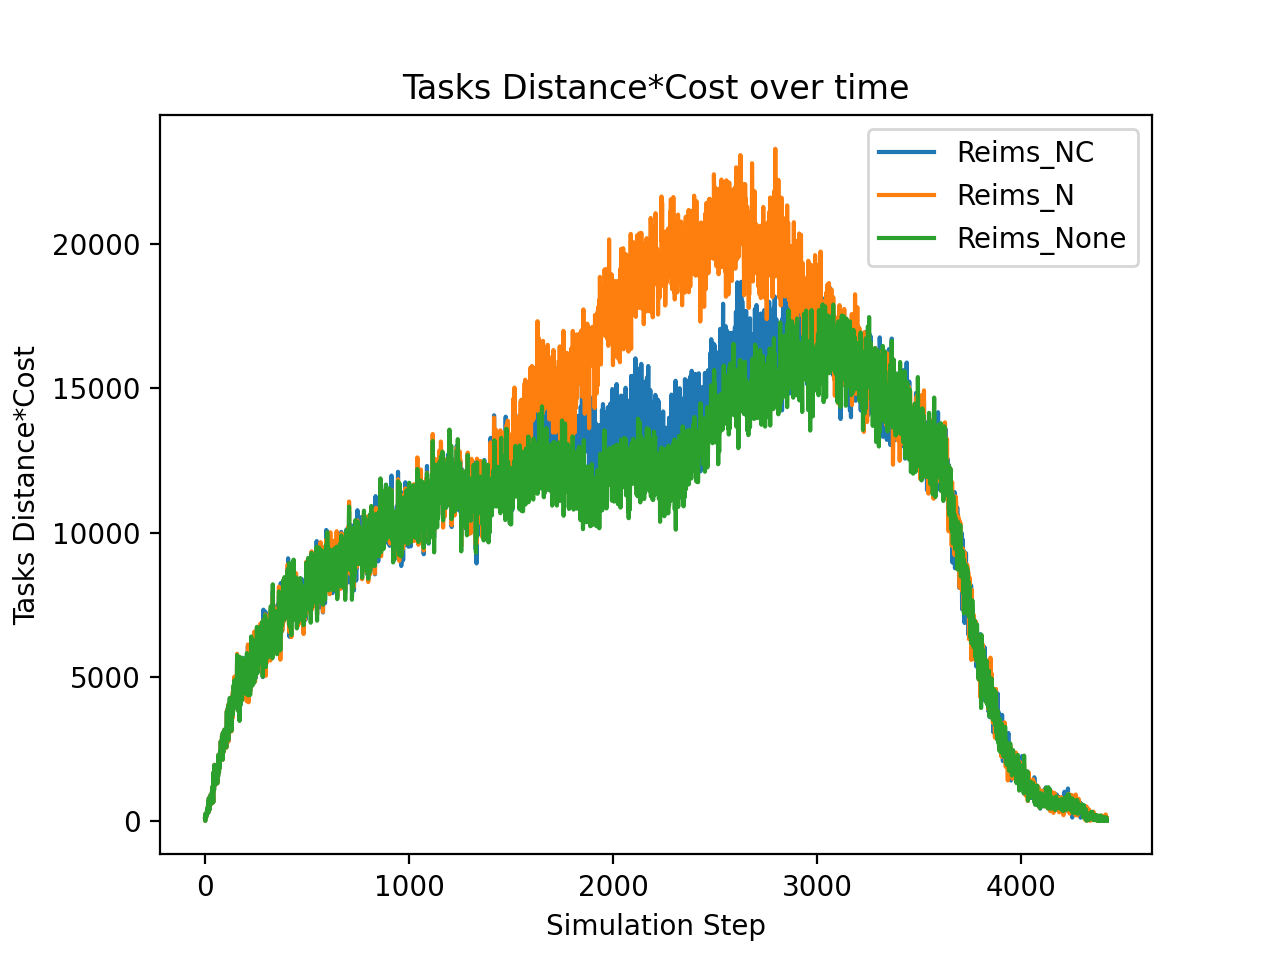 Tasks Distance*Cost over time
Reims_NC
Reims_N
Reims_None
Tasks Distance*Cost
20000
15000
10000
5000
0
0 1000 2000 3000 4000
Simulation Step